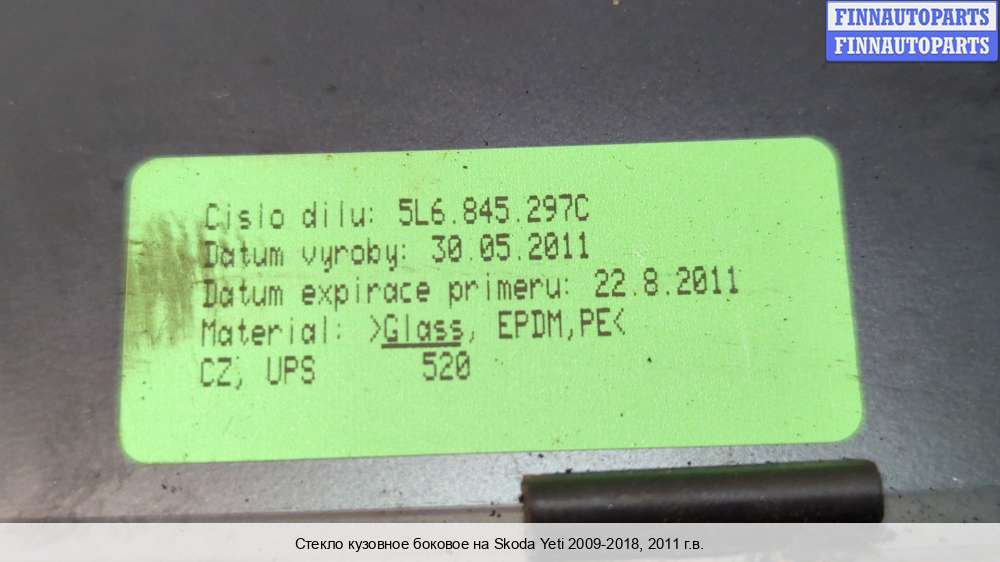 FINNAUTOPARTS
FINNAUTOPARTS
Cislo dilu: 5L6.845.297C
Datum vyroby: 30.05.2011
Datum expirace primeru: 22.8.2011
Material: >Glass, EPDM,PE<
CZ, UPS 520
Стекло кузовное боковое на Skoda Yeti 2009-2018, 2011 г.в.